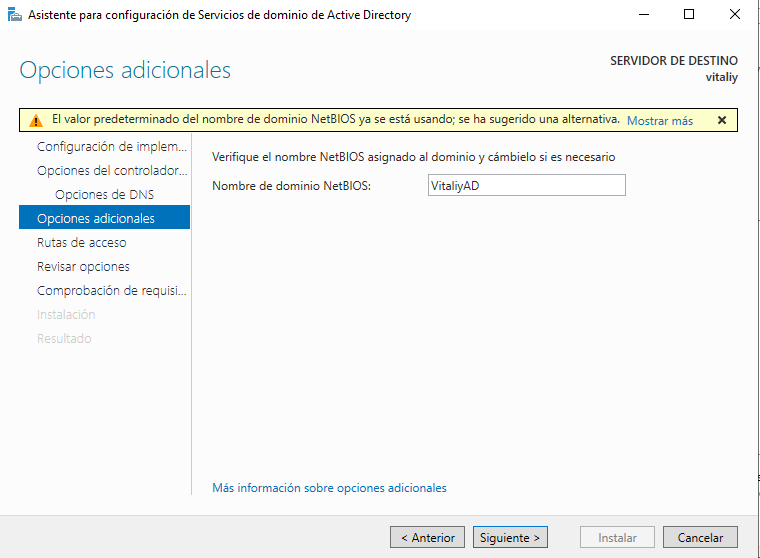 Asistente para configuración de Servicios de dominio de Active Directory
Opciones adicionales
SERVIDOR DE DESTINO
vitaliy
El valor predeterminado del nombre de dominio NetBIOS ya se está usando; se ha sugerido una alternativa. Mostrar más
Configuración de implem...
Opciones del controlador...
Opciones de DNS
Opciones adicionales
Rutas de acceso
Revisar opciones
Comprobación de requisi...
Instalación
Resultado
Verifique el nombre NetBIOS asignado al dominio y cámbielo si es necesario
Nombre de dominio NetBIOS: VitaliyAD
Más información sobre opciones adicionales
< Anterior Siguiente > Instalar Cancelar